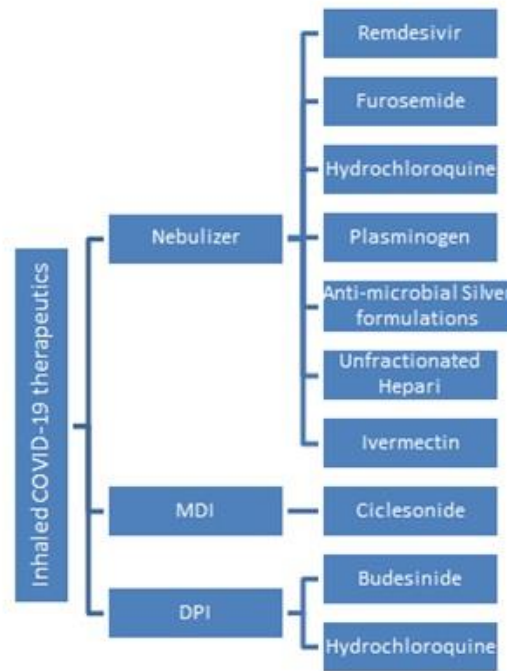 Inhaled COVID-19 therapeutics
Nebulizer
Remdesivir
Furosemide
Hydrochloroquine
Plasminogen
Anti-microbial Silver
formulations
Unfractionated
Hepari
Ivermectin
MDI
Ciclesonide
DPI
Budesinide
Hydrochloroquine